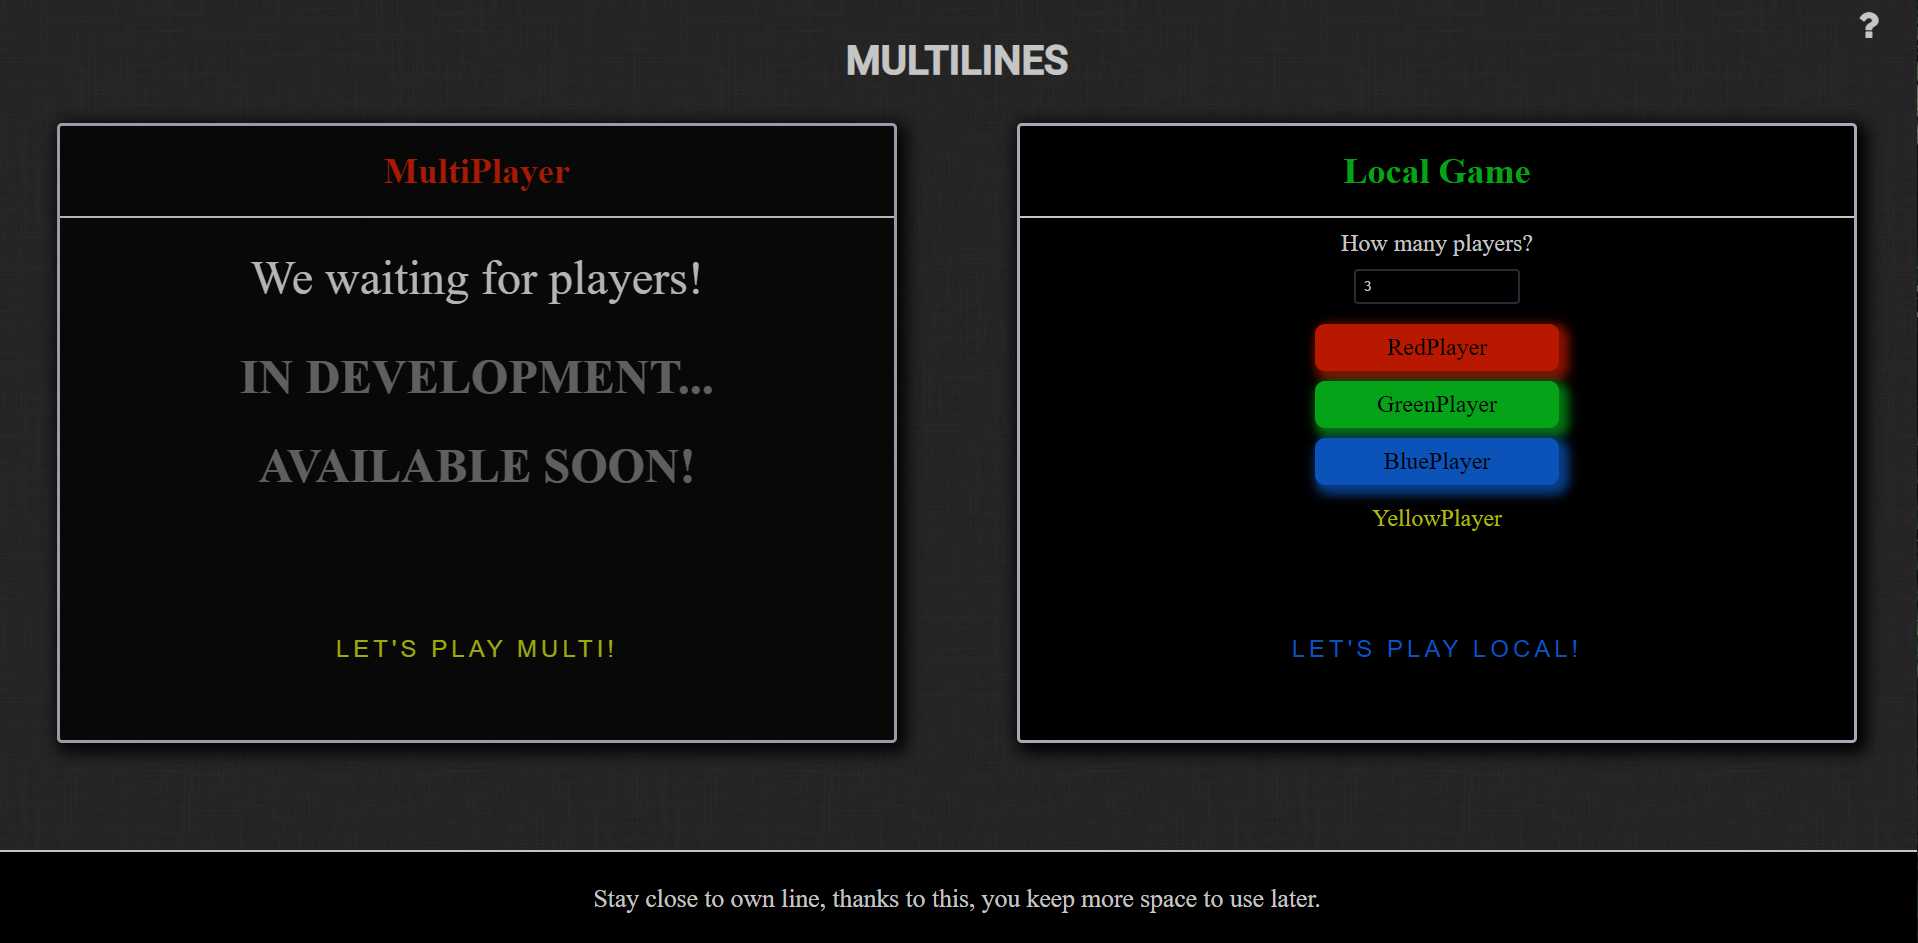 ?
MULTILINES
MultiPlayer
We waiting for players!
IN DEVELOPMENT...
AVAILABLE SOON!
LET'S PLAY MULTI!
Local Game
How many players?
3
RedPlayer
GreenPlayer
BluePlayer
YellowPlayer
LET'S PLAY LOCAL!
Stay close to own line, thanks to this, you keep more space to use later.